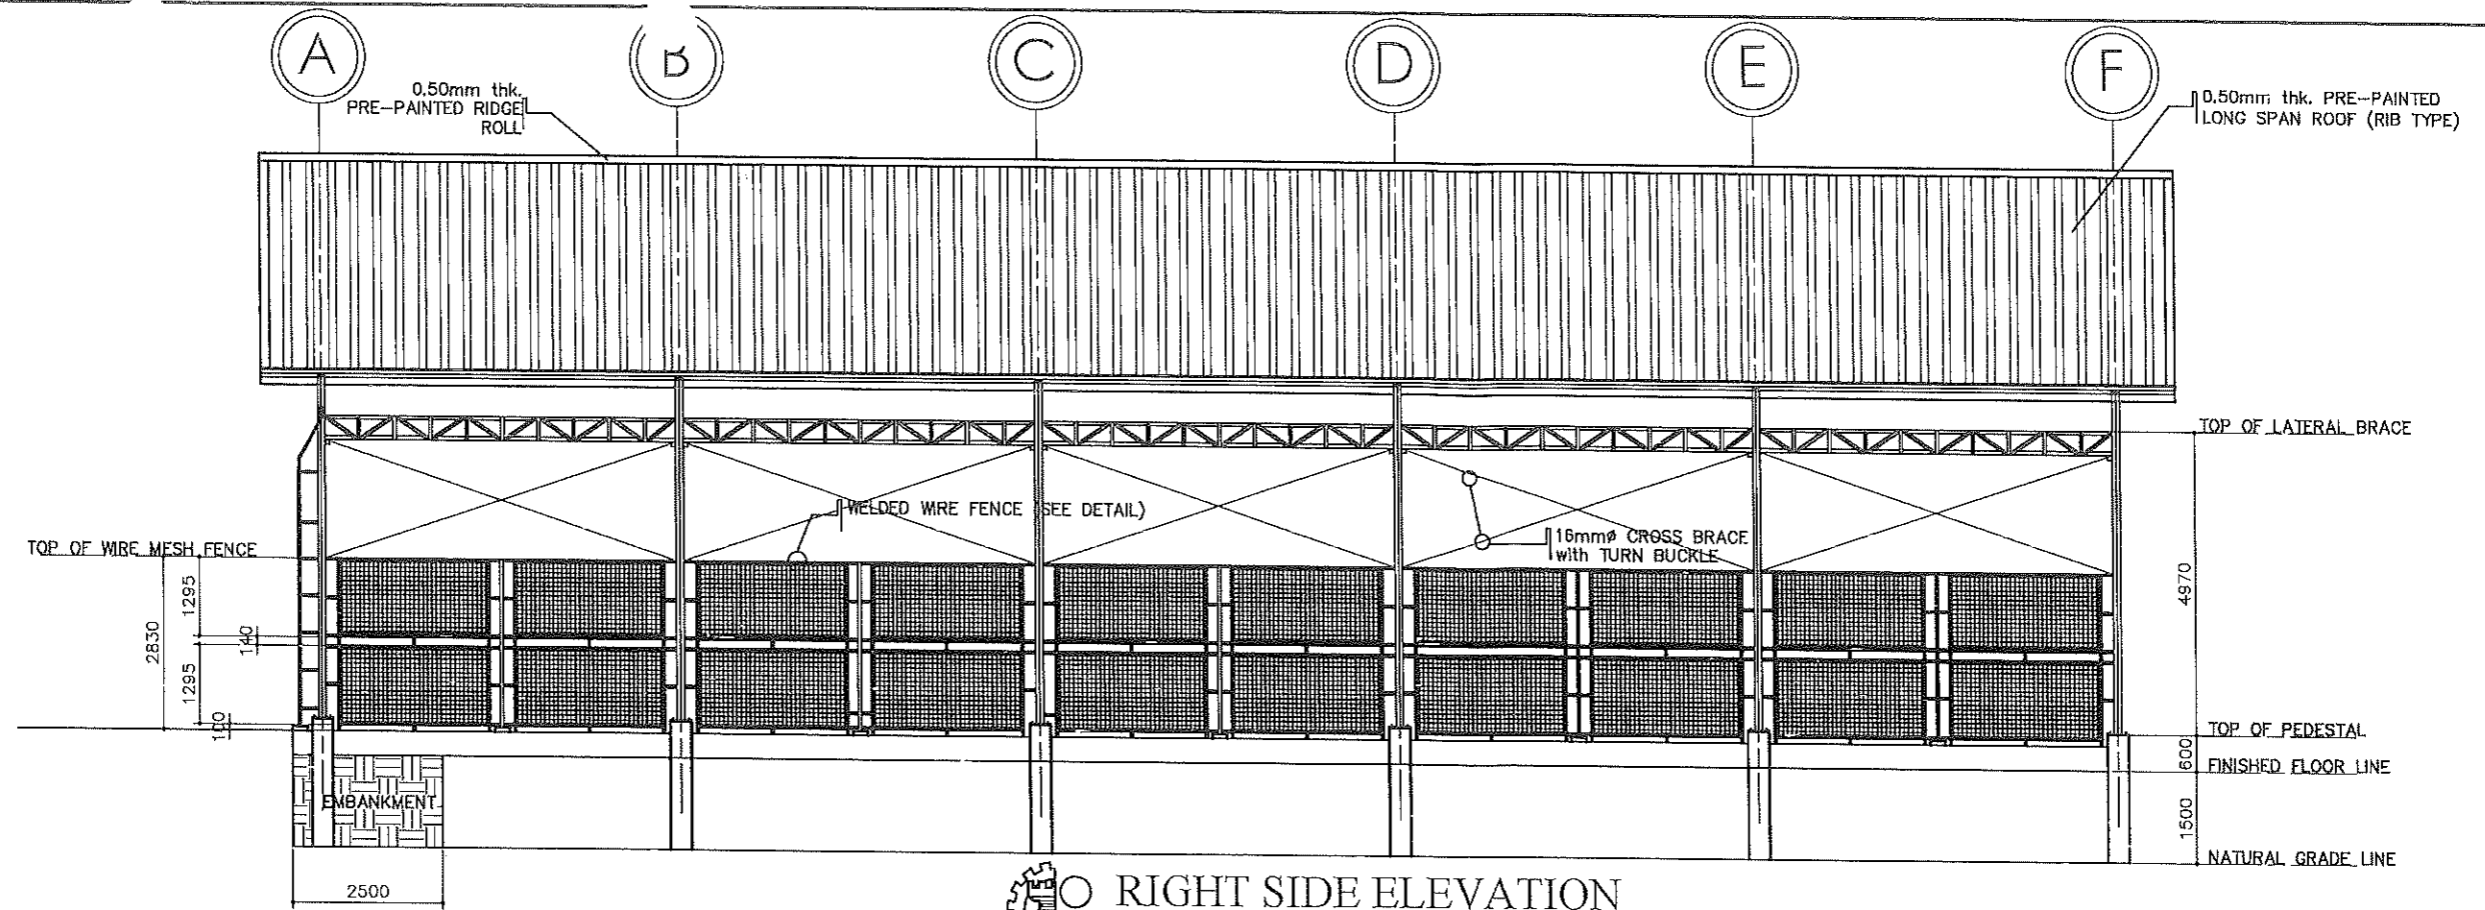 A
B
C
D
E
F
0.50mm thk.
PRE-PAINTED RIDGE
ROLL
0.50mm thk. PRE-PAINTED
LONG SPAN ROOF (RIB TYPE)
TOP OF LATERAL BRACE
WELDED WIRE FENCE (SEE DETAIL)
16mmø CROSS BRACE
with TURN BUCKLE
TOP OF WIRE MESH FENCE
1295
140
2830
1295
100
4970
TOP OF PEDESTAL
600
FINISHED FLOOR LINE
EMBANKMENT
1500
NATURAL GRADE LINE
2500
RIGHT SIDE ELEVATION